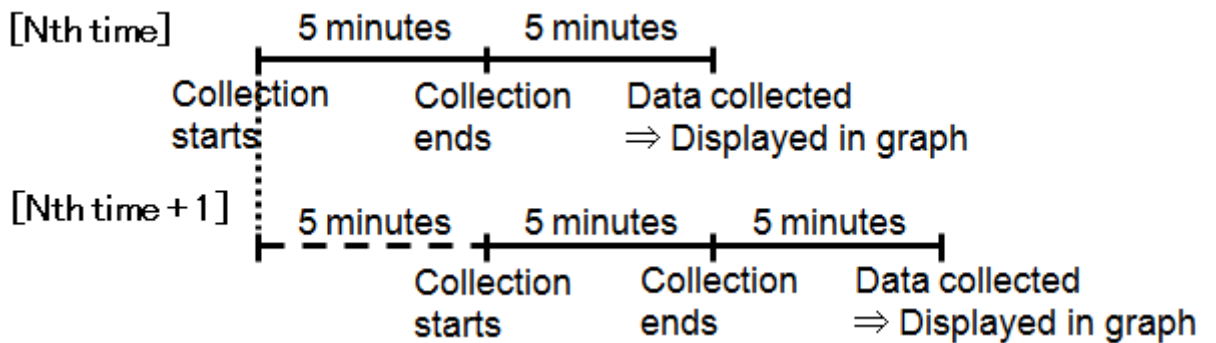 [Nth time]
5 minutes 5 minutes
Collection starts
Collection ends
Data collected
⇒ Displayed in graph
[Nth time + 1]
5 minutes 5 minutes 5 minutes
Collection starts
Collection ends
Data collected
⇒ Displayed in graph